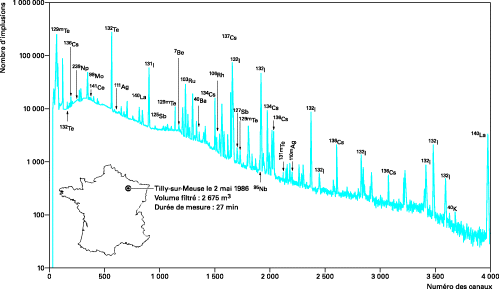 Nombre d'impulsions
1 000 000
100 000
10 000
1 000
100
10
0
500
1 000
1 500
2 000
2 500
3 000
3 500
4 000
Numéro des canaux
129mTe
136Cs
239Np
99Mo
141Ce
132Te
132Te
111Ag
140La
131I
125Sb
129mTe
7Be
103Ru
40Ba
134Cs
106Rh
137Cs
132I
127Sb
129mTe
132I
134Cs
136Cs
95Nb
131mTe
110mAg
132I
132I
136Cs
132I
136Cs
132I
132I
132I
40K
140La
Tilly-sur-Meuse le 2 mai 1986
Volume filtré : 2 675 m3
Durée de mesure : 27 min